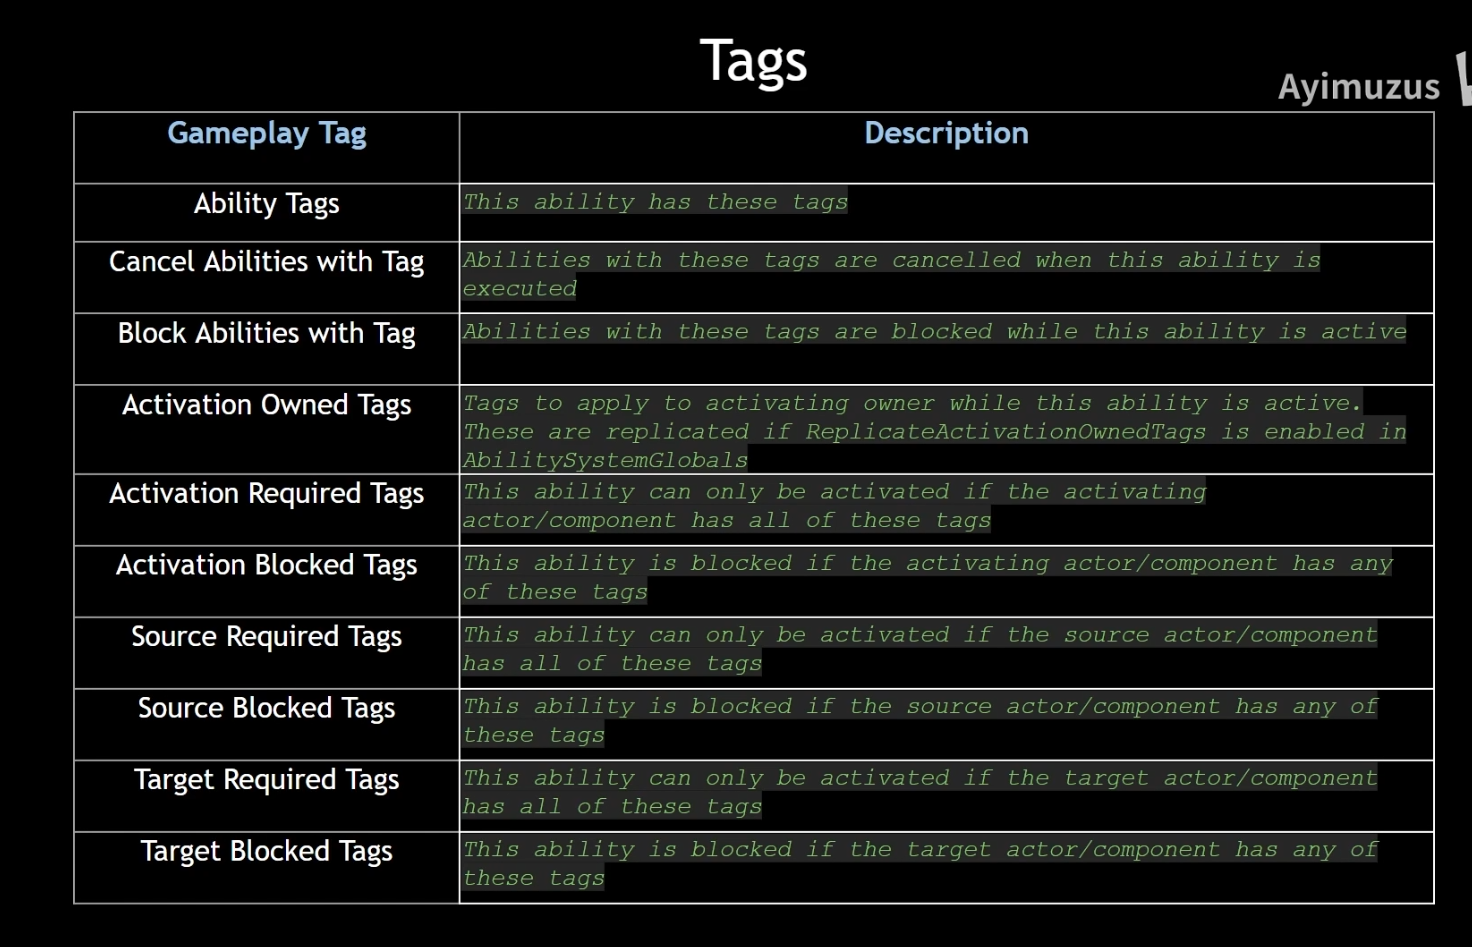 Tags
Ayimuzus
Gameplay Tag
Description
Ability Tags
This ability has these tags
Cancel Abilities with Tag
Abilities with these tags are cancelled when this ability is
executed
Block Abilities with Tag
Abilities with these tags are blocked while this ability is active
Activation Owned Tags
Tags to apply to activating owner while this ability is active.
These are replicated if ReplicateActivationOwnedTags is enabled in
AbilitySystemGlobals
Activation Required Tags
This ability can only be activated if the activating
actor/component has all of these tags
Activation Blocked Tags
This ability is blocked if the activating actor/component has any
of these tags
Source Required Tags
This ability can only be activated if the source actor/component
has all of these tags
Source Blocked Tags
This ability is blocked if the source actor/component has any of
these tags
Target Required Tags
This ability can only be activated if the target actor/component
has all of these tags
Target Blocked Tags
This ability is blocked if the target actor/component has any of
these tags